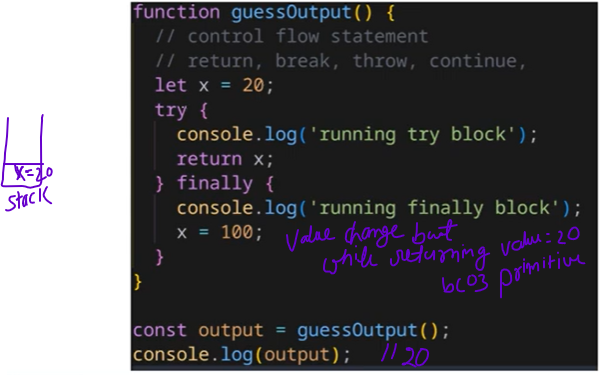 function guessOutput() {
// control flow statement
// return, break, throw, continue,
let x = 20;
try {
console.log('running try block');
return x;
} finally {
console.log('running finally block');
x = 100;
Value change but
while returning value:20
bcoz primitive
}
}
const output = guessOutput();
console.log(output); // 20
x=20
stack